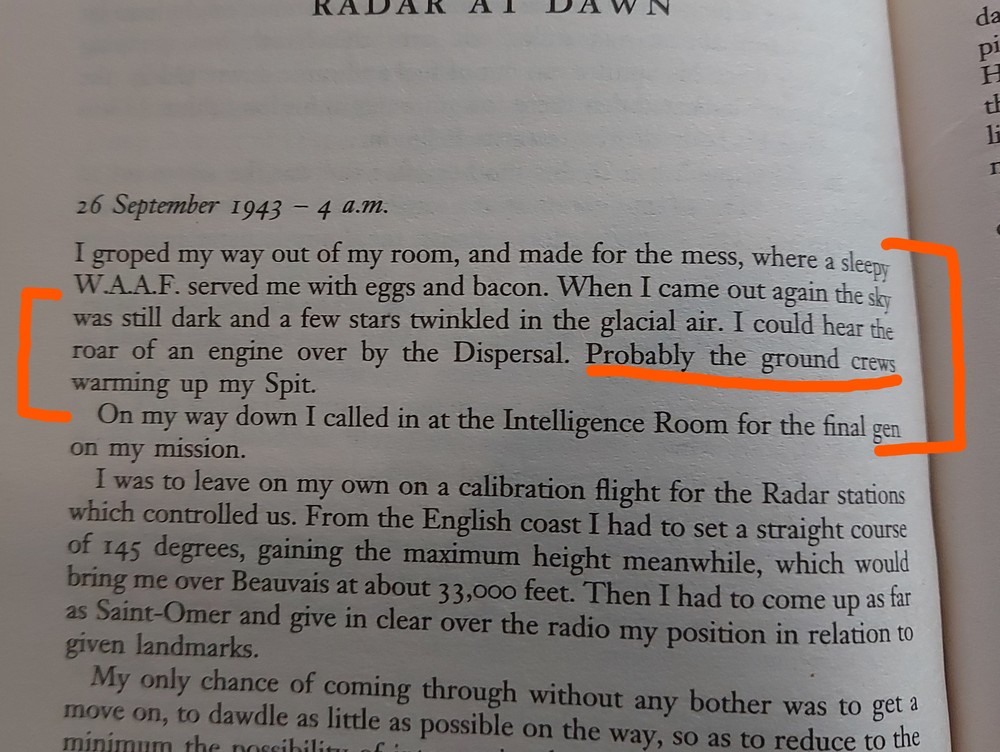 RADAR AT DAWN
26 September 1943 – 4 a.m.
I groped my way out of my room, and made for the mess, where a sleepy
W.A.A.F. served me with eggs and bacon. When I came out again the sky
was still dark and a few stars twinkled in the glacial air. I could hear the
roar of an engine over by the Dispersal. Probably the ground crews
warming up my Spit.
On my way down I called in at the Intelligence Room for the final gen
on my mission.
I was to leave on my own on a calibration flight for the Radar stations
which controlled us. From the English coast I had to set a straight course
of 145 degrees, gaining the maximum height meanwhile, which would
bring me over Beauvais at about 33,000 feet. Then I had to come up as far
as Saint-Omer and give in clear over the radio my position in relation to
given landmarks.
My only chance of coming through without any bother was to get a
move on, to dawdle as little as possible on the way, so as to reduce to the
minimum the possibility of
da
pi
H
th
li